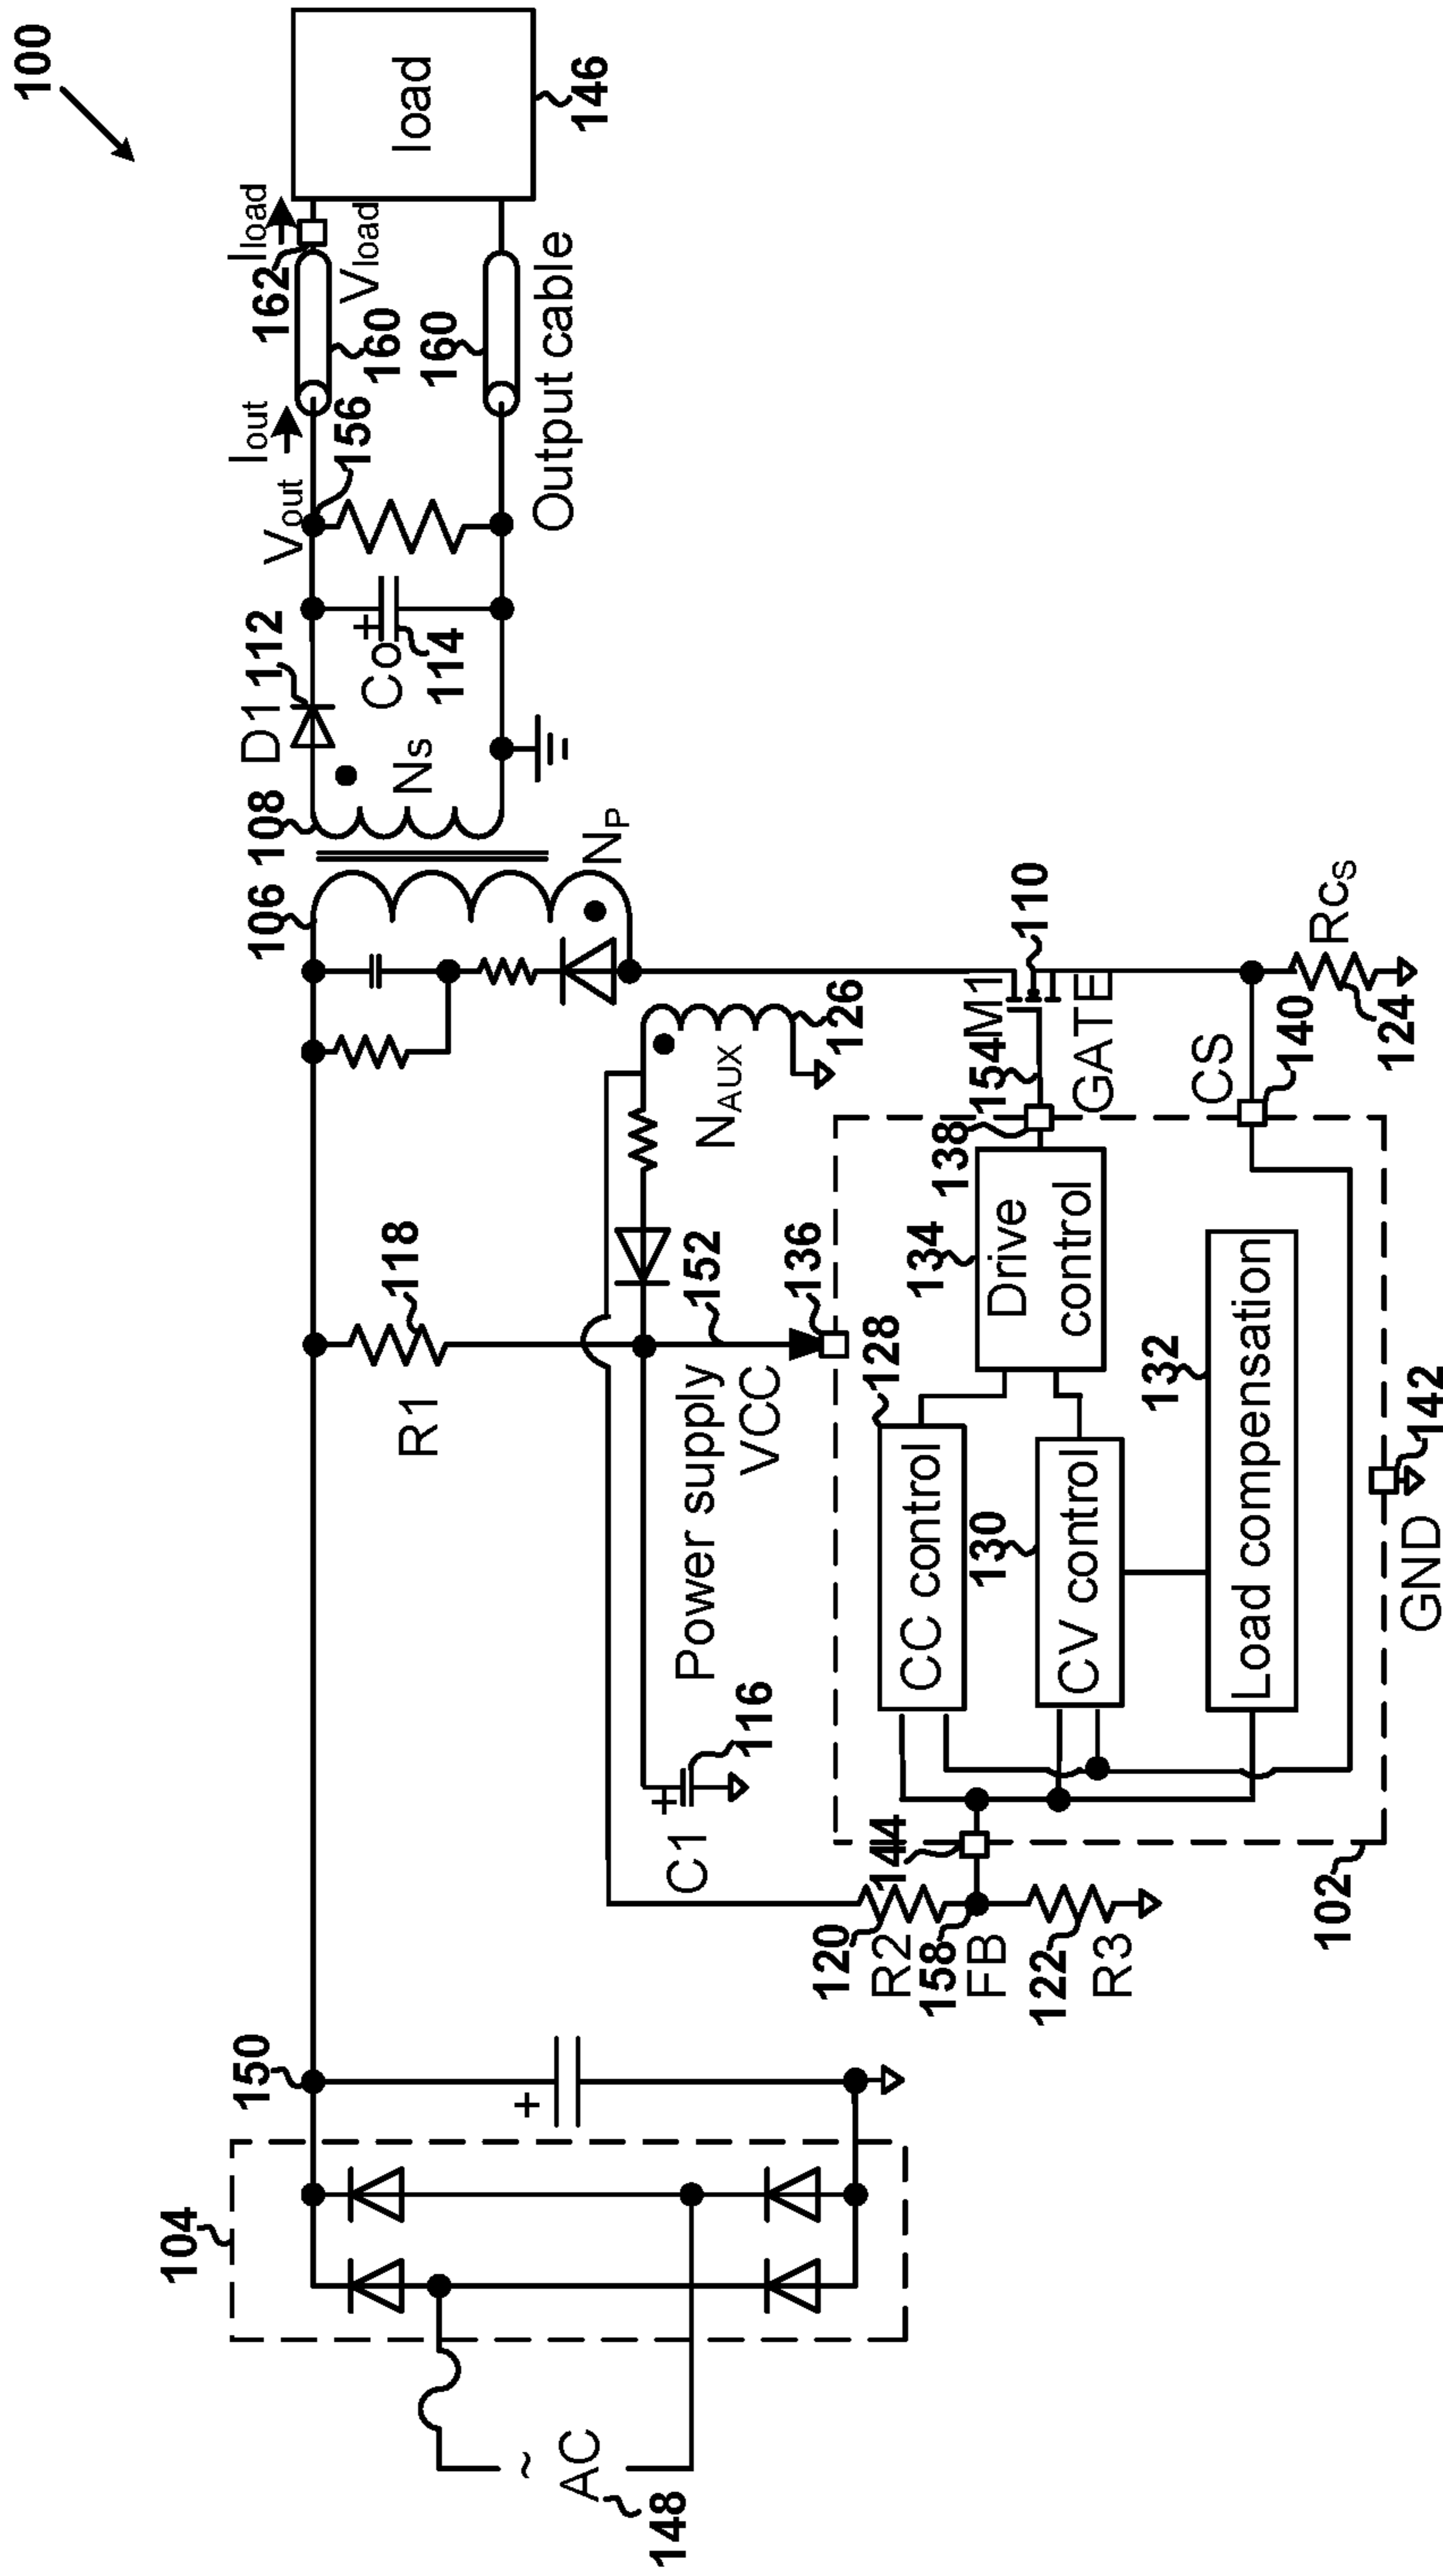 100
104
AC
~
148
150
+
R1
118
106
108
NP
Ns
D1
112
Co
+
114
Vout
156
Iout
160
160
Output cable
162
Iload
Vload
load
146
C1
+
116
Power supply
VCC
152
136
NAUX
126
120
R2
158
FB
122
R3
144
102
CC control
128
130
CV control
Load compensation
132
Drive
control
134
138
154
M1
GATE
110
CS
140
Rcs
124
GND
142